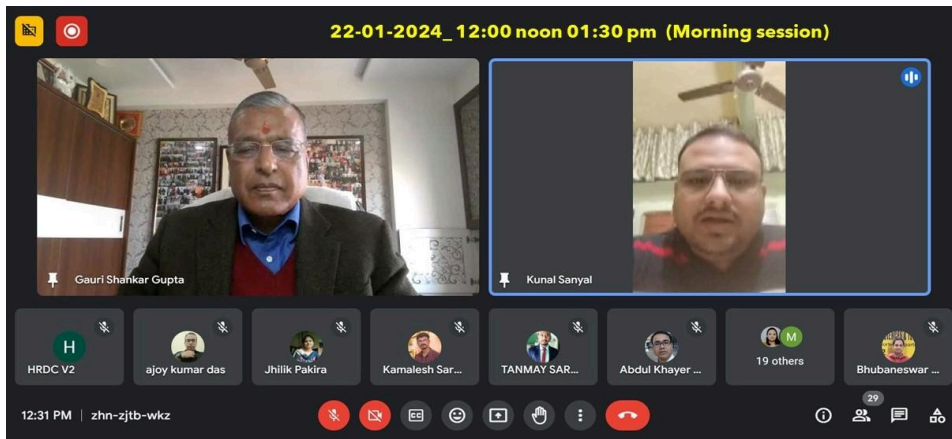 22-01-2024_ 12:00 noon 01:30 pm (Morning session)
Gauri Shankar Gupta
Kunal Sanyal
H
M
HRDC V2
ajoy kumar das
Jhilik Pakira
Kamalesh Sar...
TANMAY SAR...
Abdul Khayer ...
19 others
Bhubaneswar ...
12:31 PM | zhn-zjtb-wkz
CC
29